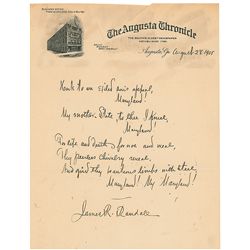 The Augusta Chronicle
Augusta, Ga August 28 1905
Hark to an exiled son's appeal,
Maryland!
My mother State to thee I kneel,
Maryland!
For life and death, for woe and weal,
Thy peerless chivalry reveal,
And gird thy beauteous limbs with steel,
Maryland! My Maryland!
James R. Randall